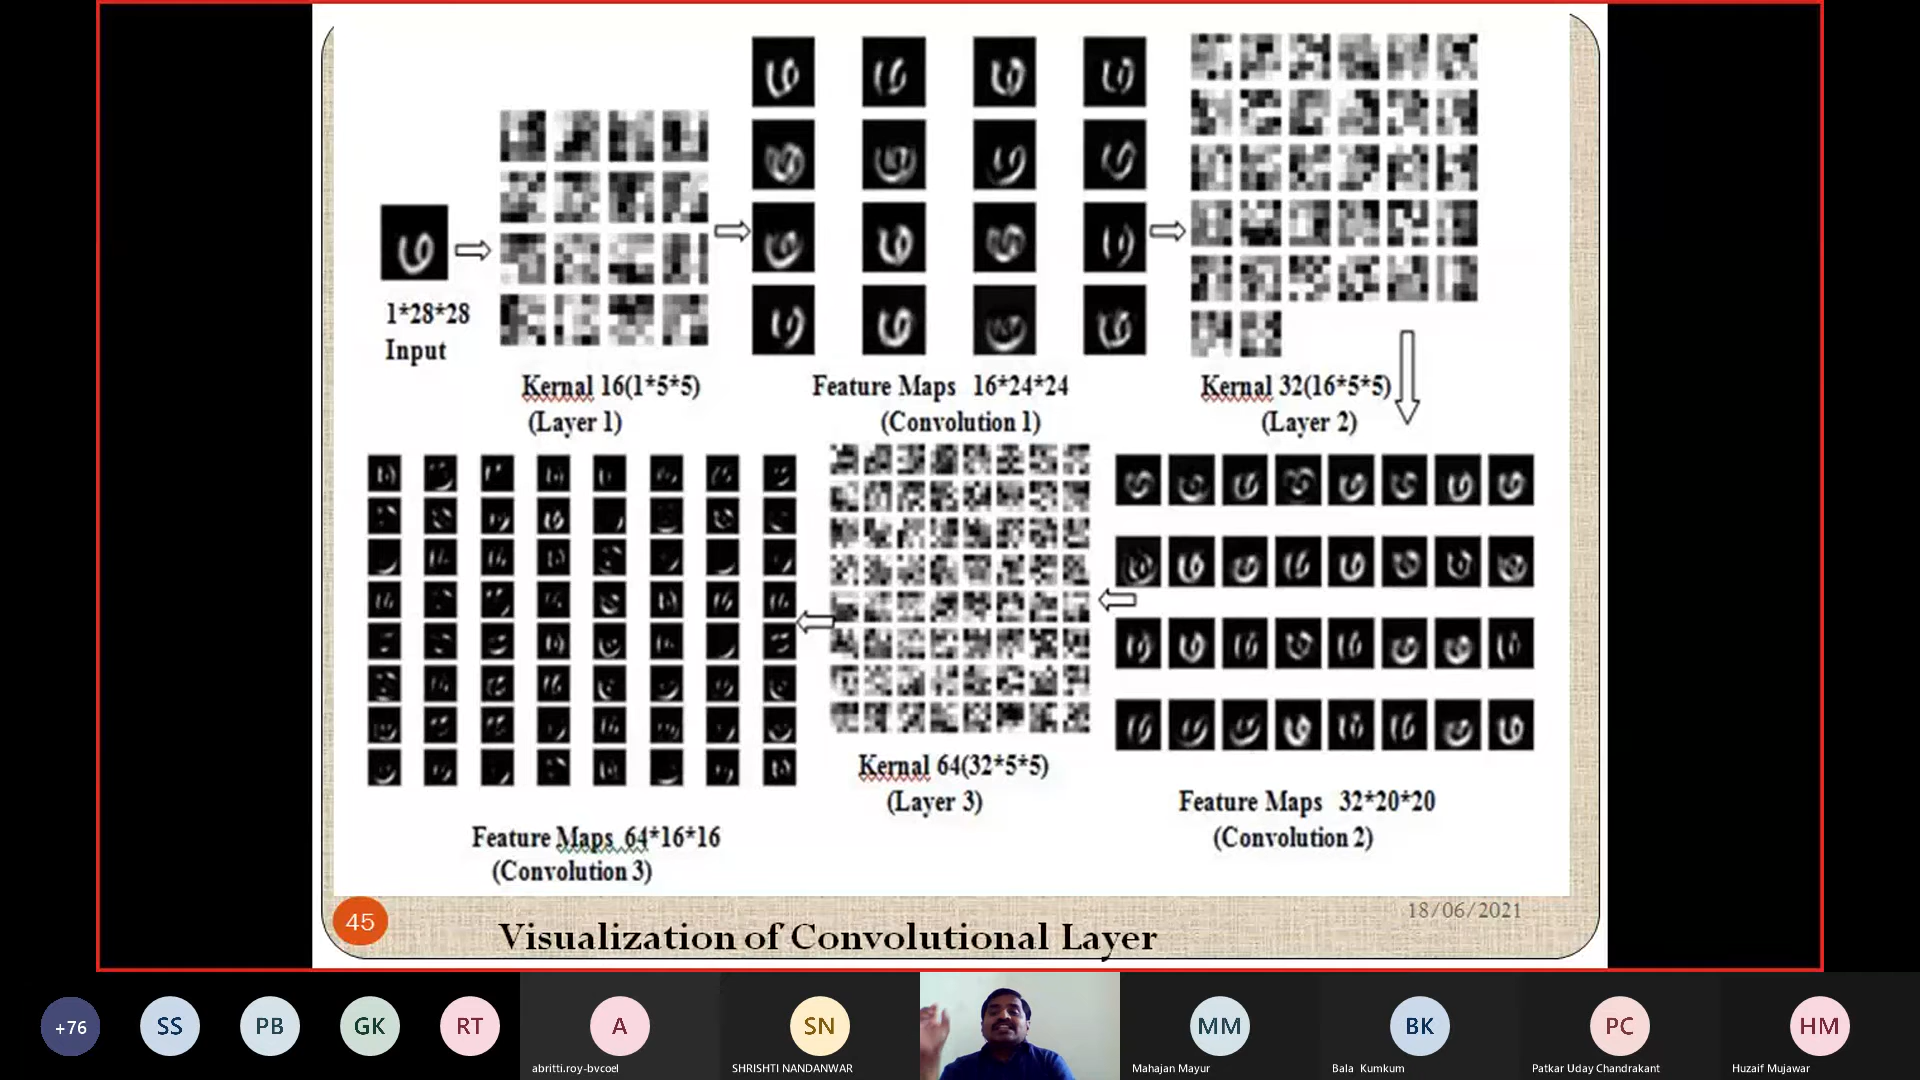 1*28*28
Input
Kernal 16(1*5*5)
(Layer 1)
Feature Maps 16*24*24
(Convolution 1)
Kernal 32(16*5*5)
(Layer 2)
Feature Maps 64*16*16
(Convolution 3)
Kernal 64(32*5*5)
(Layer 3)
Feature Maps 32*20*20
(Convolution 2)
45
Visualization of Convolutional Layer
18/06/2021
+76
SS
PB
GK
RT
A
abritti.roy-bvcoel
SN
SHRISHTI NANDANWAR
MM
Mahajan Mayur
BK
Bala Kumkum
PC
Patkar Uday Chandrakant
HM
Huzaif Mujawar